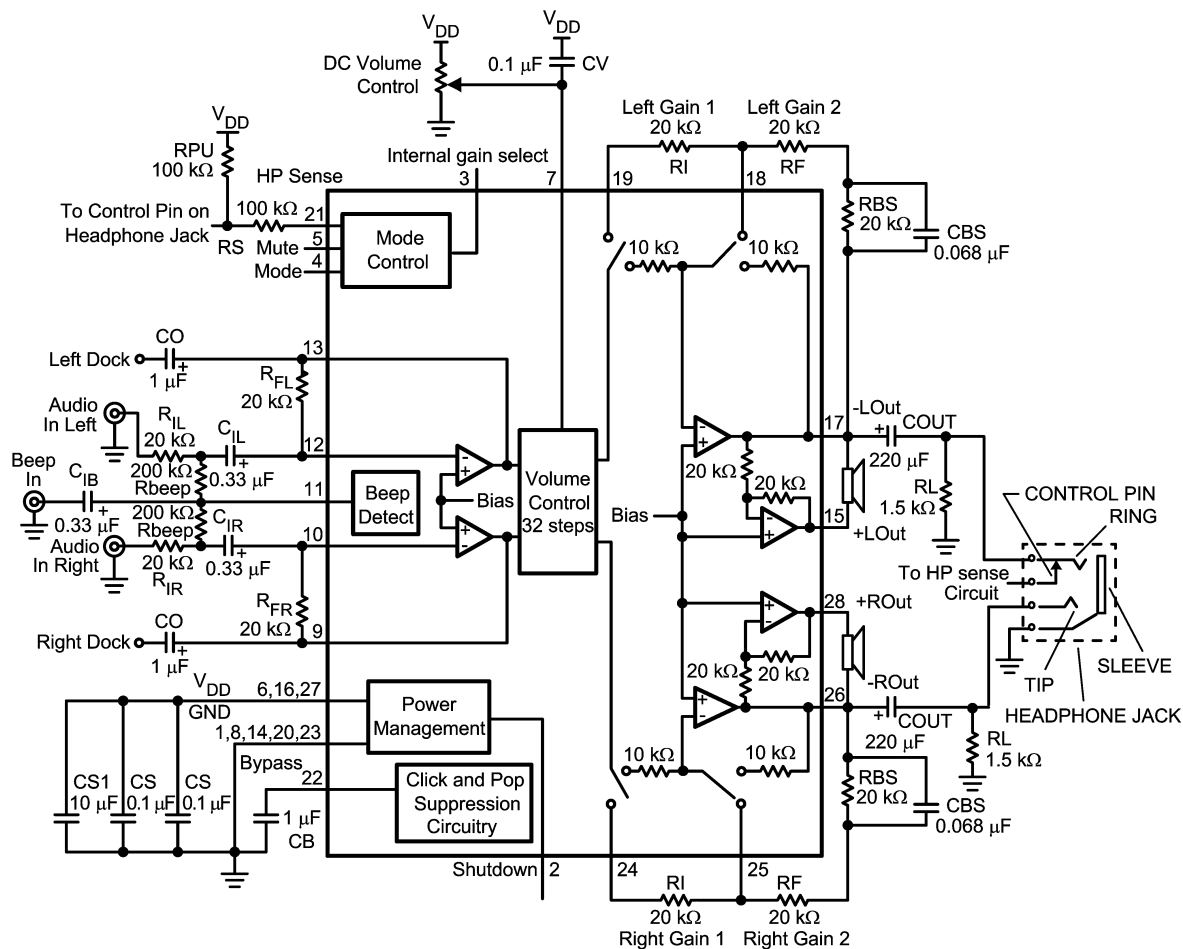 V_DD
V_DD
DC Volume
Control
0.1 µF
CV
Left Gain 1
20 kΩ
RI
Left Gain 2
20 kΩ
RF
V_DD
RPU
100 kΩ
HP Sense
Internal gain select
3
7
19
18
To Control Pin on
Headphone Jack
100 kΩ
RS
21
Mute
5
Mode
4
Mode
Control
10 kΩ
10 kΩ
RBS
20 kΩ
CBS
0.068 µF
Left Dock
CO
+
1 µF
13
R_FL
20 kΩ
Audio
In Left
R_IL
20 kΩ
C_IL
+
0.33 µF
12
200 kΩ
Rbeep
Beep
In
C_IB
+
0.33 µF
11
Beep
Detect
200 kΩ
Rbeep
C_IR
+
0.33 µF
10
Audio
In Right
20 kΩ
R_IR
R_FR
20 kΩ
Right Dock
CO
+
1 µF
9
-
+
Bias
+
-
Volume
Control
32 steps
-
+
20 kΩ
20 kΩ
-
+
Bias
17
-LOut
+
COUT
220 µF
RL
1.5 kΩ
15
+LOut
CONTROL PIN
RING
To HP sense
Circuit
SLEEVE
TIP
HEADPHONE JACK
+
-
28
+ROut
20 kΩ
20 kΩ
+
-
26
-ROut
+
COUT
220 µF
RL
1.5 kΩ
V_DD
6,16,27
GND
1,8,14,20,23
Power
Management
Bypass
22
Click and Pop
Suppression
Circuitry
CS1
10 µF
CS
0.1 µF
CS
0.1 µF
1 µF
CB
10 kΩ
10 kΩ
RBS
20 kΩ
CBS
0.068 µF
Shutdown
2
24
25
RI
20 kΩ
Right Gain 1
RF
20 kΩ
Right Gain 2